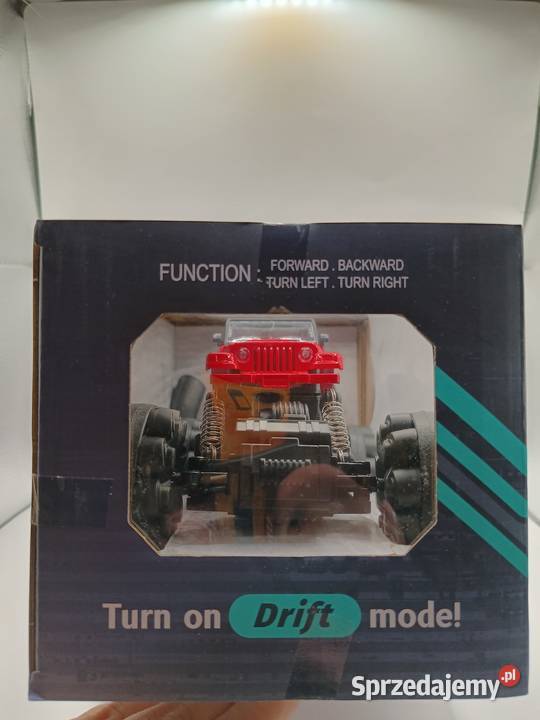 FUNCTION : FORWARD . BACKWARD
TURN LEFT . TURN RIGHT
Turn on Drift mode!
Sprzedajemy.pl